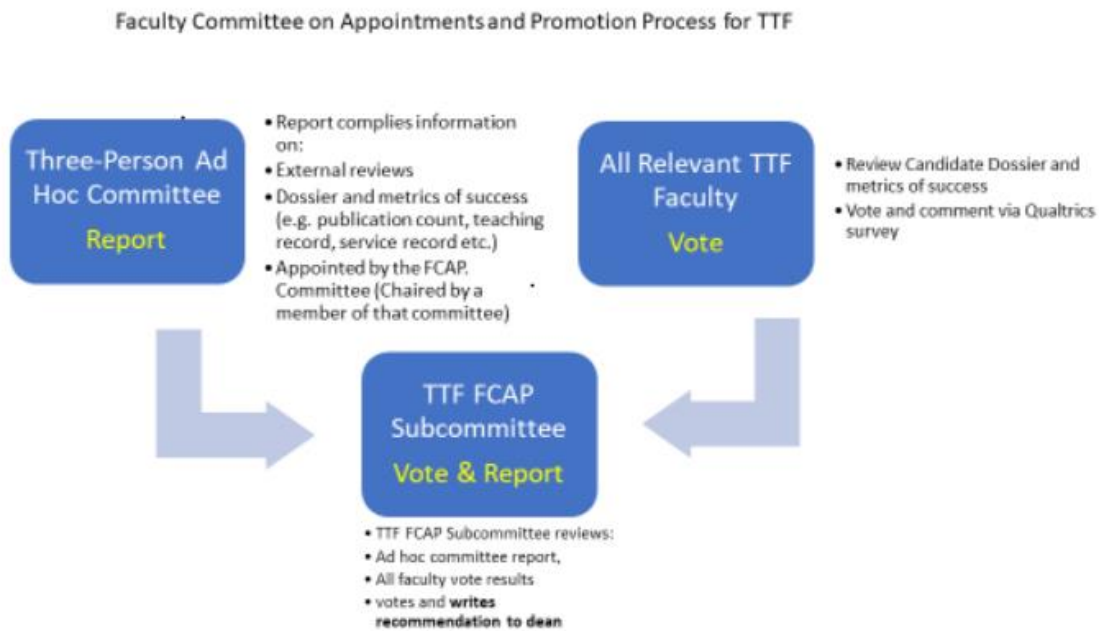 Faculty Committee on Appointments and Promotion Process for TTF
Three-Person Ad
Hoc Committee
Report
• Report complies information
on:
• External reviews
• Dossier and metrics of success
(e.g. publication count, teaching
record, service record etc.)
• Appointed by the FCAP.
Committee (Chaired by a
member of that committee)
All Relevant TTF
Faculty
Vote
• Review Candidate Dossier and
metrics of success
• Vote and comment via Qualtrics
survey
TTF FCAP
Subcommittee
Vote & Report
• TTF FCAP Subcommittee reviews:
• Ad hoc committee report,
• All faculty vote results
• votes and writes
recommendation to dean